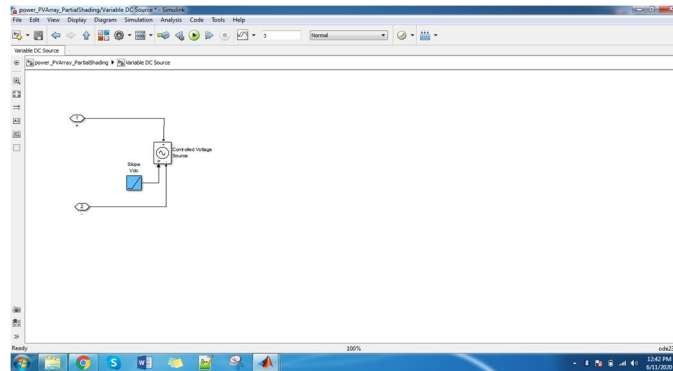 power_PVArray_PartialShading/Variable DC Source * - Simulink
File Edit View Display Diagram Simulation Analysis Code Tools Help
3
Normal
Variable DC Source
power_PVArray_PartialShading
Variable DC Source
1
+
Controlled Voltage
Source
Slope
Vdc
2
-
Ready
100%
ode23
12:42 PM
6/11/2020